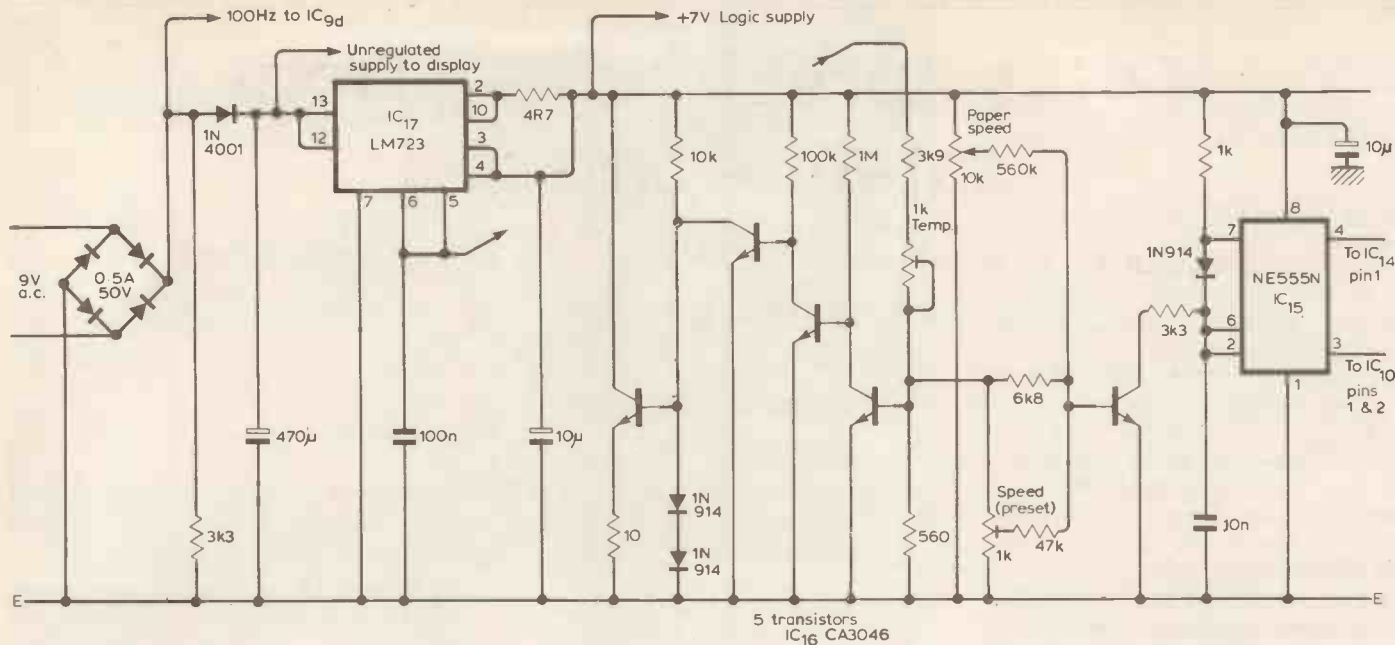 100Hz to IC9d
+7V Logic supply
Unregulated
supply to display
13
12
2
10
3
4
IC17
LM723
7
6
5
4R7
1N
4001
9V
a.c.
0·5A
50V
3k3
470µ
100n
10µ
10k
100k
1M
10
1N
914
1N
914
3k9
1k
Temp.
560
Paper
speed
10k
560k
6k8
Speed
(preset)
1k
47k
1k
1N914
3k3
10n
10µ
8
7
4
6
2
3
1
NE555N
IC15
To IC14
pin 1
To IC10
pins
1 & 2
E
E
5 transistors
IC16 CA3046